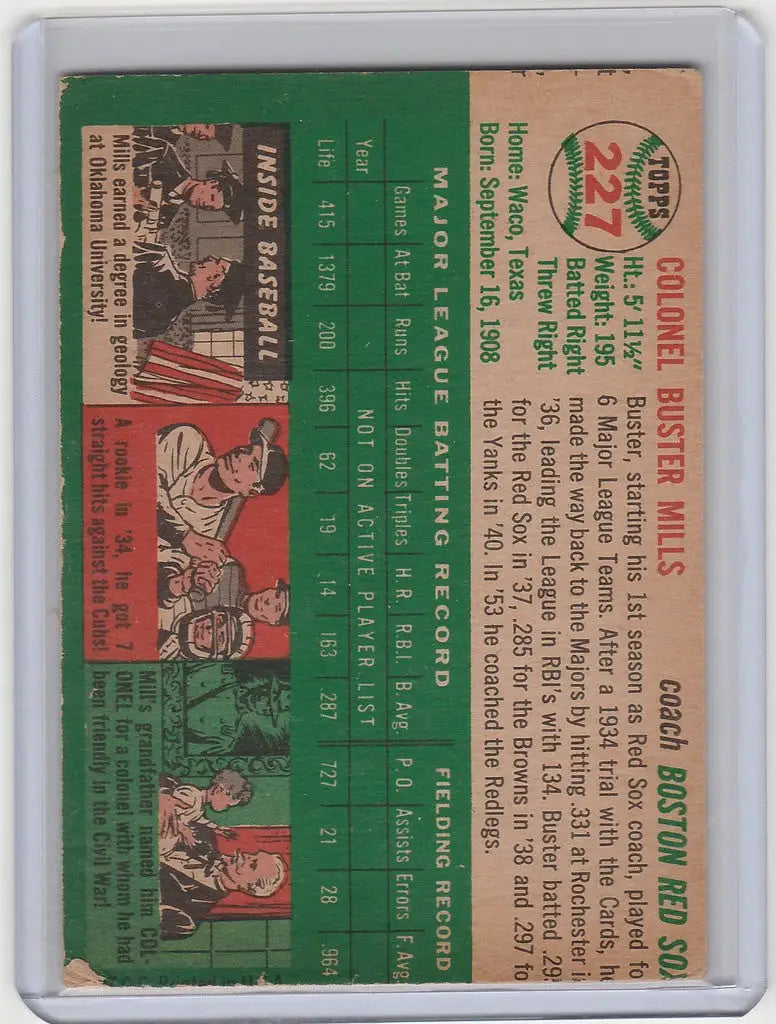 TOPPS
227
COLONEL BUSTER MILLS
coach BOSTON RED SOX
Ht.: 5' 11½"
Weight: 195
Batted Right
Threw Right
Home: Waco, Texas
Born: September 16, 1908
Buster, starting his 1st season as Red Sox coach, played fo
6 Major League Teams. After a 1934 trial with the Cards, he
made the way back to the Majors by hitting .331 at Rochester i
'36, leading the League in RBI's with 134. Buster batted .295
for the Red Sox in '37, .285 for the Browns in '38 and .297 fo
the Yanks in '40. In '53 he coached the Redlegs.
MAJOR LEAGUE BATTING RECORD FIELDING RECORD
Games At Bat Runs Hits Doubles Triples H.R. R.B.I. B. Avg. P.O. Assists Errors F. Avg.
Year NOT ON ACTIVE PLAYER LIST
Life 415 1379 200 396 62 19 14 163 .287 727 21 28 .964
INSIDE BASEBALL
Mills earned a degree in geology
at Oklahoma University!
A rookie in '34, he got 7
straight hits against the Cubs!
Mill's grandfather named him COL-
ONEL for a colonel with whom he had
been friendly in the Civil War!